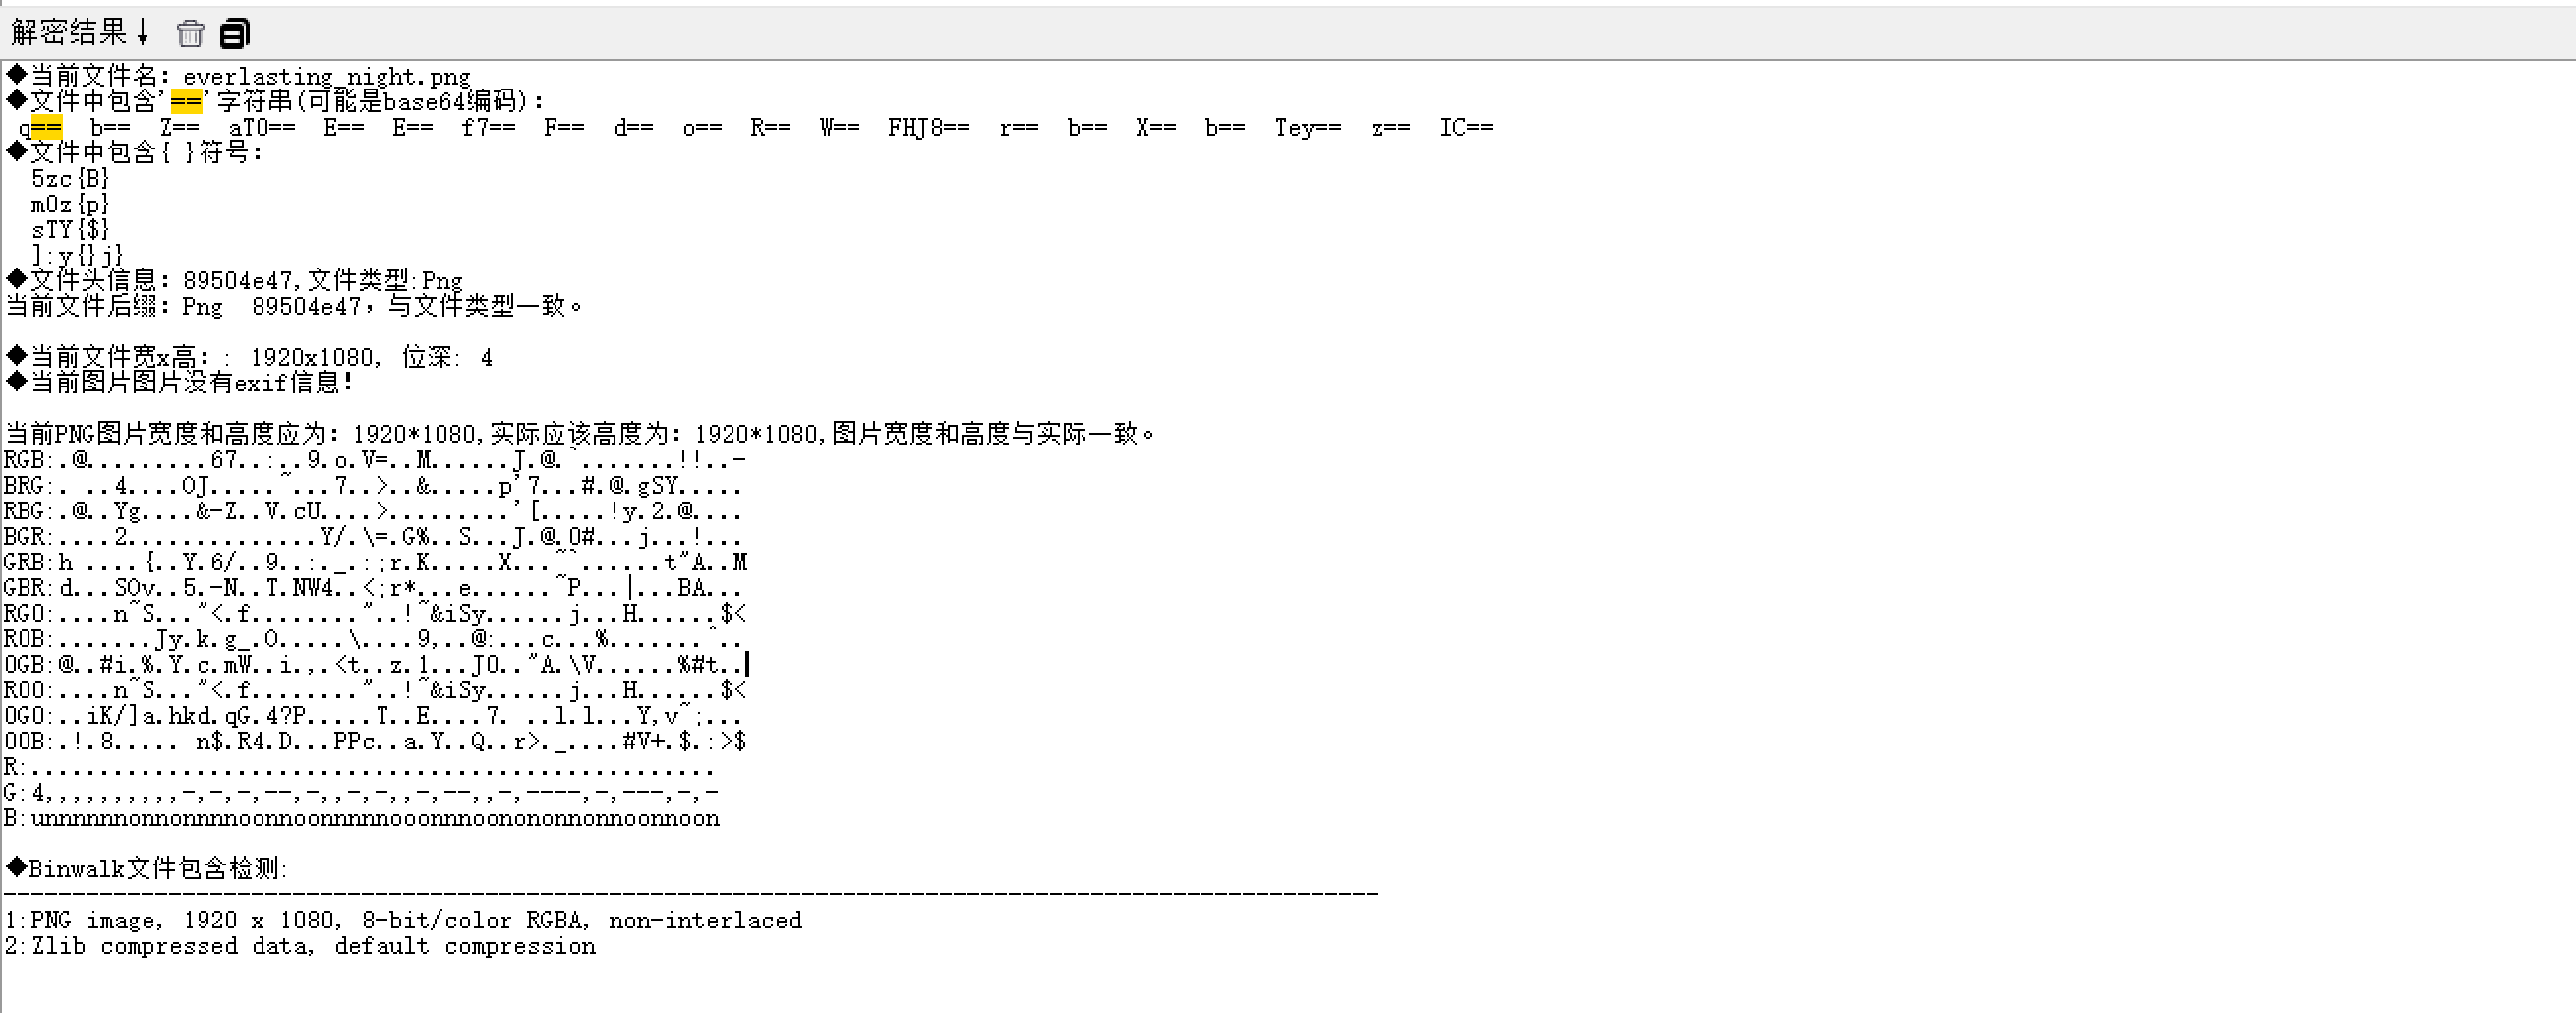 解密结果↓
◆当前文件名：everlasting_night.png
◆文件中包含'=='字符串(可能是base64编码)：
q==  b==  Z==  aT0==  E==  E==  f7==  F==  d==  o==  R==  W==  FHJ8==  r==  b==  X==  b==  Tey==  z==  IC==
◆文件中包含{ }符号：
5zc{B}
m0z{p}
sTY{$}
]:y{}j}
◆文件头信息：89504e47,文件类型:Png
当前文件后缀：Png  89504e47，与文件类型一致。
◆当前文件宽x高：: 1920x1080, 位深: 4
◆当前图片图片没有exif信息！
当前PNG图片宽度和高度应为：1920*1080,实际应该高度为：1920*1080,图片宽度和高度与实际一致。
RGB:.@.........67..:..9.o.V=..M......J.@.`.......!!..-
BRG:. ..4....OJ.....~...7..>..&.....p'7...#.@.gSY.....
RBG:.@..Yg....&-Z..V.cU....>.........'[.....!y.2.@....
BGR:....2..............Y/.\=.G%..S...J.@.0#...j...!...
GRB:h ....{..Y.6/..9..:._.:;r.K.....X...~`......t"A..M
GBR:d...SOv..5.-N..T.NW4..<;r*...e......~P...|...BA...
RG0:....n~S..."<.f........"..!~&iSy......j...H......$<
R0B:.......Jy.k.g_.O.....\....9,..@:...c...%.......^..
0GB:@..#i.%.Y.c.mW..i.,.<t..z.1...J0.."A.\V......%#t..|
R00:....n~S..."<.f........"..!~&iSy......j...H......$<
0G0:..iK/]a.hkd.qG.4?P.....T..E....7. ..l.l...Y,v~;...
00B:.!.8..... n$.R4.D...PPc..a.Y..Q..r>._....#V+.$.:>$
R:..................................................
G:4,,,,,,,,,,-,-,-,--,-,,-,-,,-,--,,-,----,-,---,-,-
B:unnnnnnonnonnnnoonnoonnnnnooonnnoonononnonnoonnoon
◆Binwalk文件包含检测:
----------------------------------------------------------------------------------------------------
1:PNG image, 1920 x 1080, 8-bit/color RGBA, non-interlaced
2:Zlib compressed data, default compression